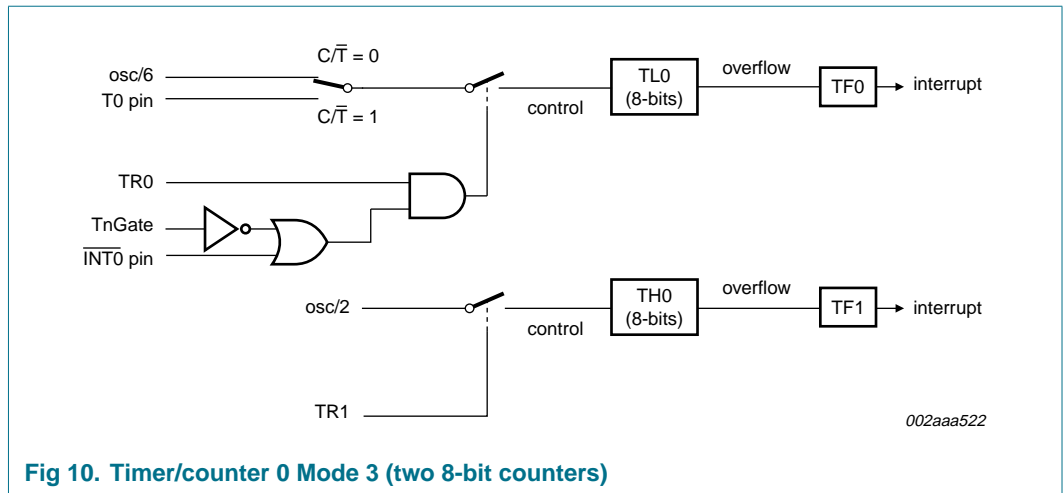 C/T̅ = 0
osc/6
T0 pin
C/T̅ = 1
control
TL0
(8-bits)
overflow
TF0
interrupt
TR0
TnGate
I̅N̅T̅0̅ pin
osc/2
control
TH0
(8-bits)
overflow
TF1
interrupt
TR1
002aaa522
Fig 10. Timer/counter 0 Mode 3 (two 8-bit counters)